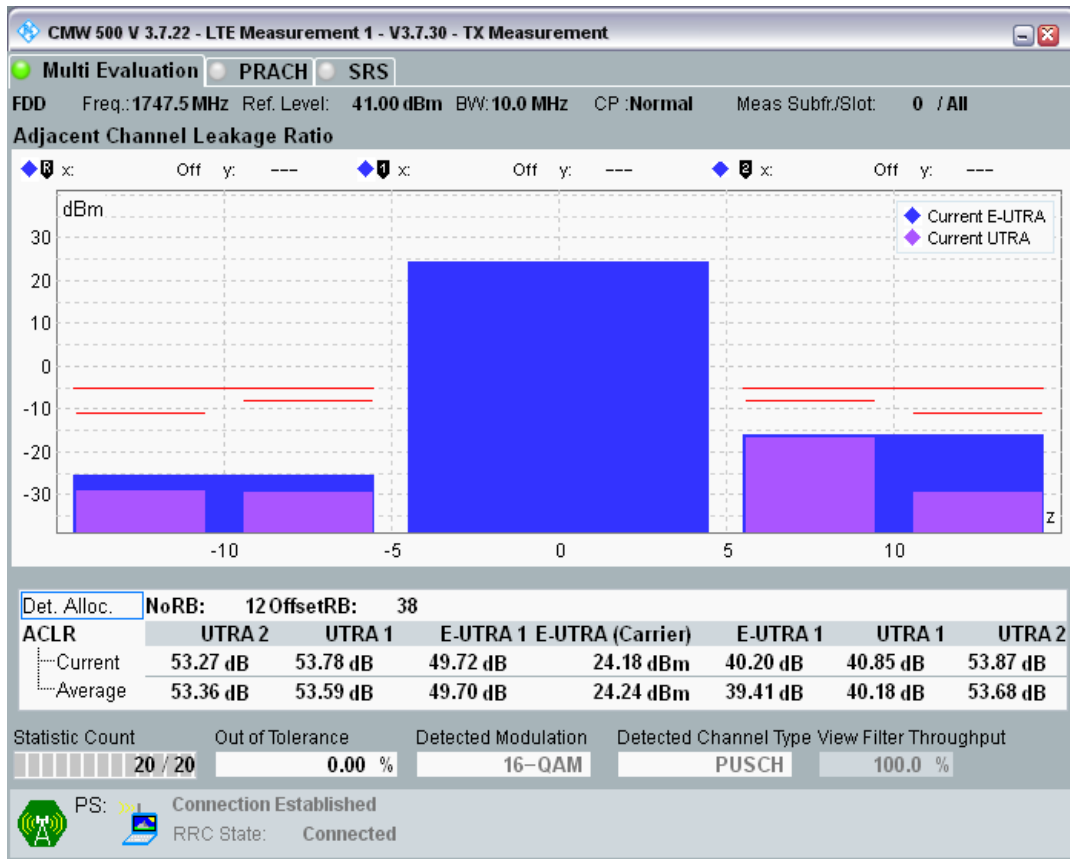 CMW 500 V 3.7.22 - LTE Measurement 1 - V3.7.30 - TX Measurement
Multi Evaluation PRACH SRS
FDD Freq.: 1747.5 MHz Ref. Level: 41.00 dBm BW: 10.0 MHz CP :Normal Meas Subfr./Slot: 0 / All
Adjacent Channel Leakage Ratio
R x: Off y: --- 1 x: Off y: --- 2 x: Off y: ---
dBm
Current E-UTRA
Current UTRA
30
20
10
0
-10
-20
-30
z
-10 -5 0 5 10
Det. Alloc. NoRB: 12 OffsetRB: 38
ACLR UTRA 2 UTRA 1 E-UTRA 1 E-UTRA (Carrier) E-UTRA 1 UTRA 1 UTRA 2
Current 53.27 dB 53.78 dB 49.72 dB 24.18 dBm 40.20 dB 40.85 dB 53.87 dB
Average 53.36 dB 53.59 dB 49.70 dB 24.24 dBm 39.41 dB 40.18 dB 53.68 dB
Statistic Count Out of Tolerance Detected Modulation Detected Channel Type View Filter Throughput
20 / 20 0.00 % 16-QAM PUSCH 100.0 %
PS: Connection Established
RRC State: Connected